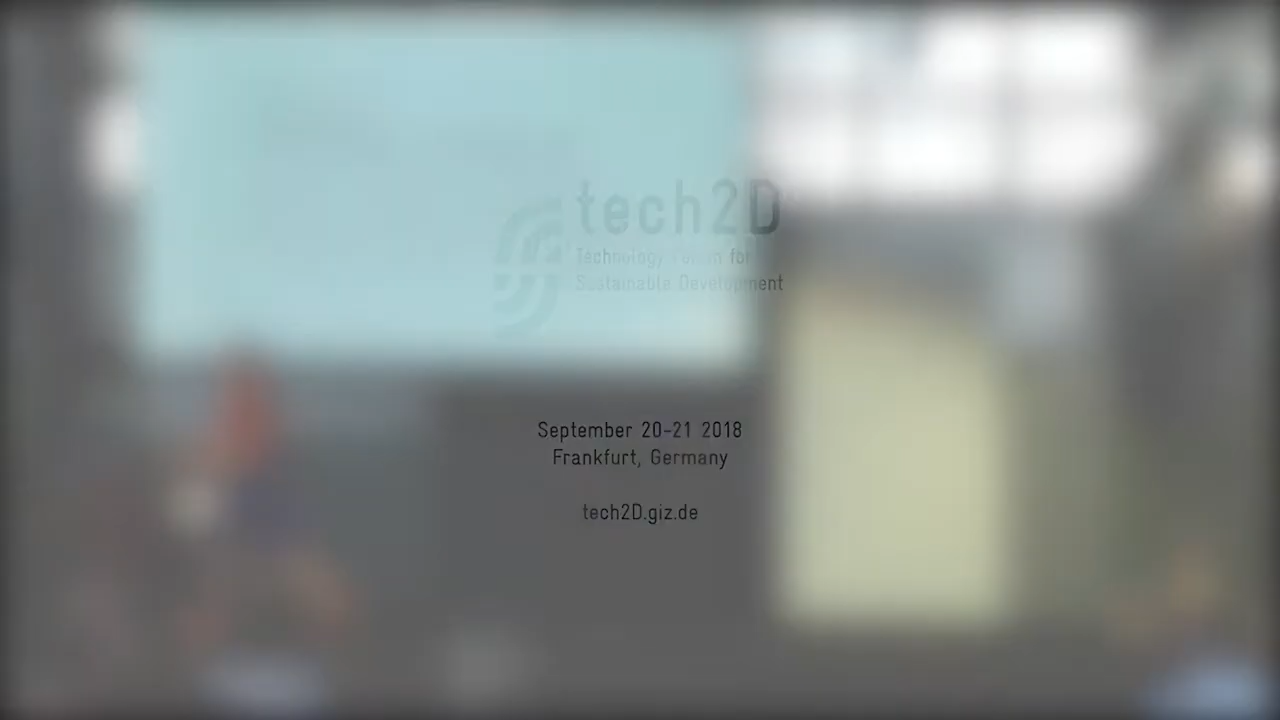 tech2D
Technology Forum for
Sustainable Development
September 20-21 2018
Frankfurt, Germany
tech2D.giz.de